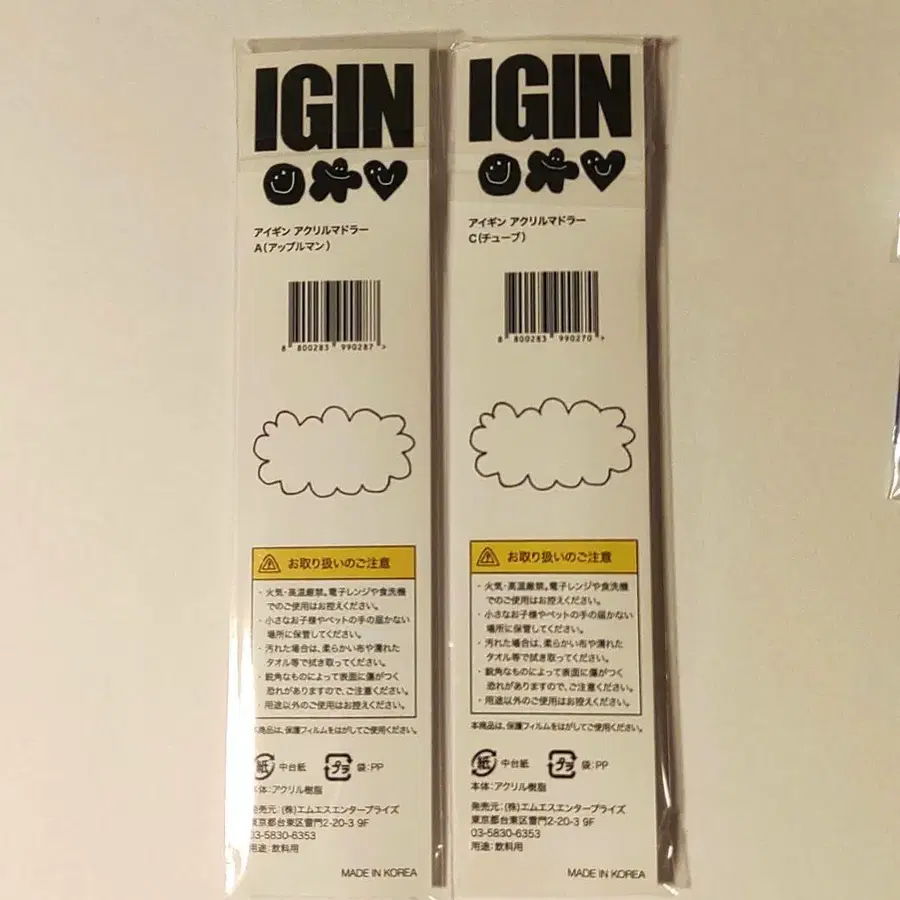 IGIN
アイギン アクリルマドラー
A(アップルマン)
8 800283 990287 >
お取り扱いのご注意
・火気・高温厳禁。電子レンジや食洗機
でのご使用はお控えください。
・小さなお子様やペットの手の届かない
場所に保管してください。
・汚れた場合は、柔らかい布や濡れた
タオル等で拭き取ってください。
・鋭角なものによって表面に傷がつく
恐れがありますので、ご注意ください。
・用途以外のご使用はお控えください。
本商品は、保護フィルムをはがしてご使用ください。
紙 中台紙 プラ 袋:PP
本体:アクリル樹脂
発売元:(株)エムエスエンタープライズ
東京都台東区雷門2-20-3 9F
03-5830-6353
用途:飲料用
MADE IN KOREA
IGIN
アイギン アクリルマドラー
C(チューブ)
8 800283 990270 >
お取り扱いのご注意
・火気・高温厳禁。電子レンジや食洗機
でのご使用はお控えください。
・小さなお子様やペットの手の届かない
場所に保管してください。
・汚れた場合は、柔らかい布や濡れた
タオル等で拭き取ってください。
・鋭角なものによって表面に傷がつく
恐れがありますので、ご注意ください。
・用途以外のご使用はお控えください。
本商品は、保護フィルムをはがしてご使用ください。
紙 中台紙 プラ 袋:PP
本体:アクリル樹脂
発売元:(株)エムエスエンタープライズ
東京都台東区雷門2-20-3 9F
03-5830-6353
用途:飲料用
MADE IN KOREA